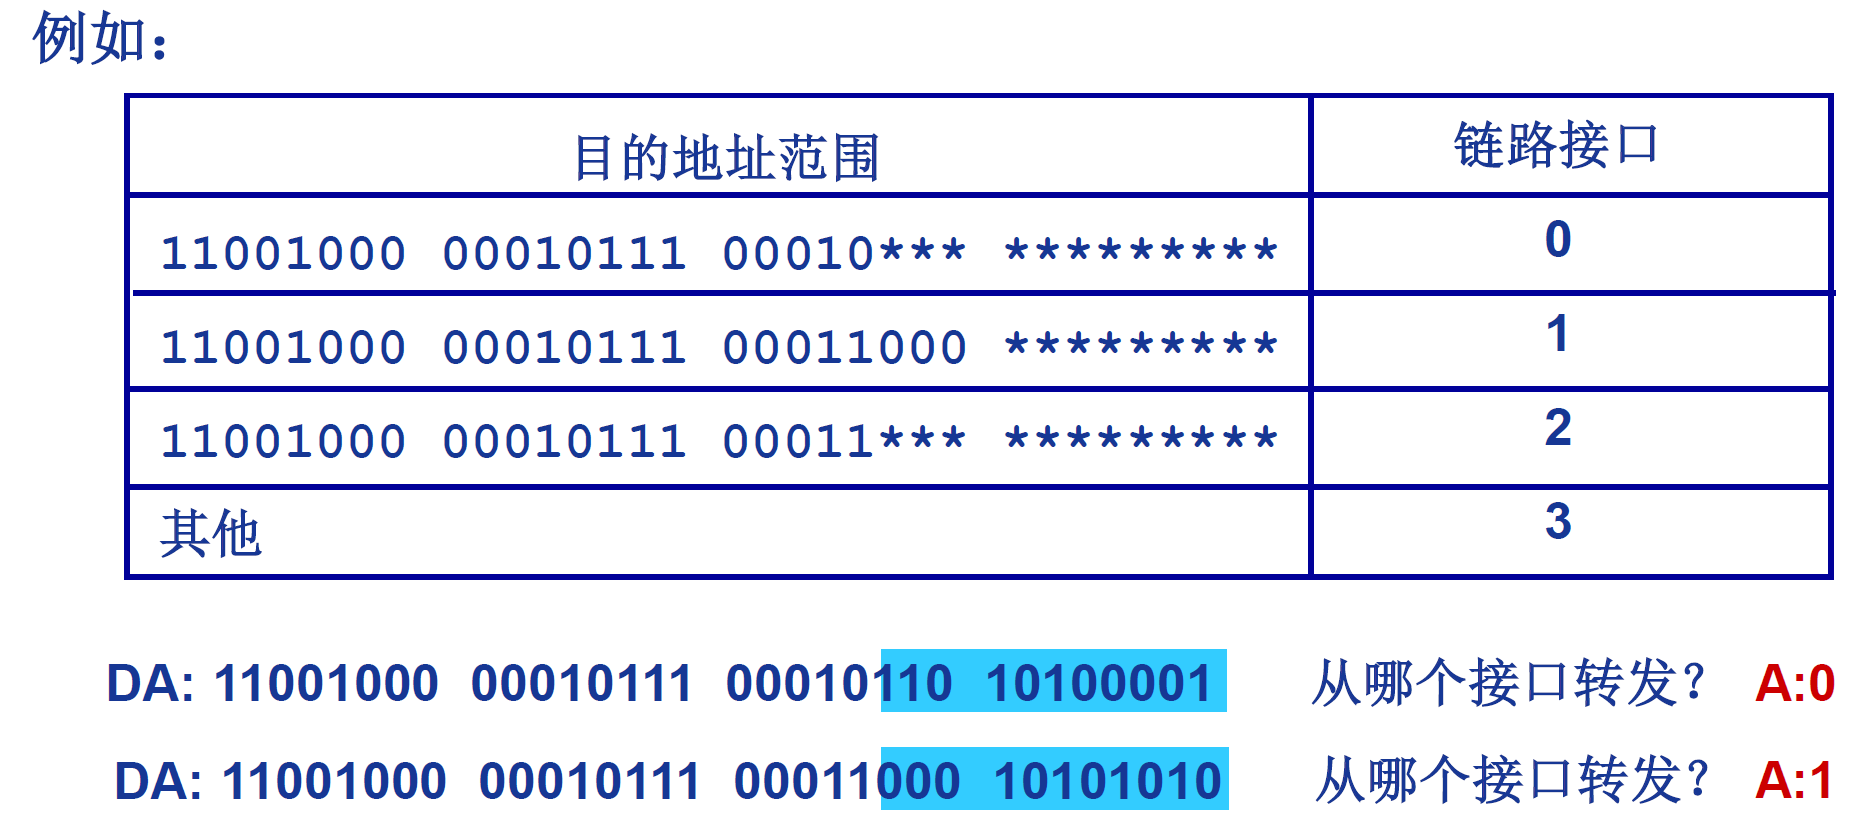 例如：
目的地址范围 链路接口
11001000 00010111 00010*** ********* 0
11001000 00010111 00011000 ********* 1
11001000 00010111 00011*** ********* 2
其他 3
DA: 11001000 00010111 00010110 10100001 从哪个接口转发？ A:0
DA: 11001000 00010111 00011000 10101010 从哪个接口转发？ A:1